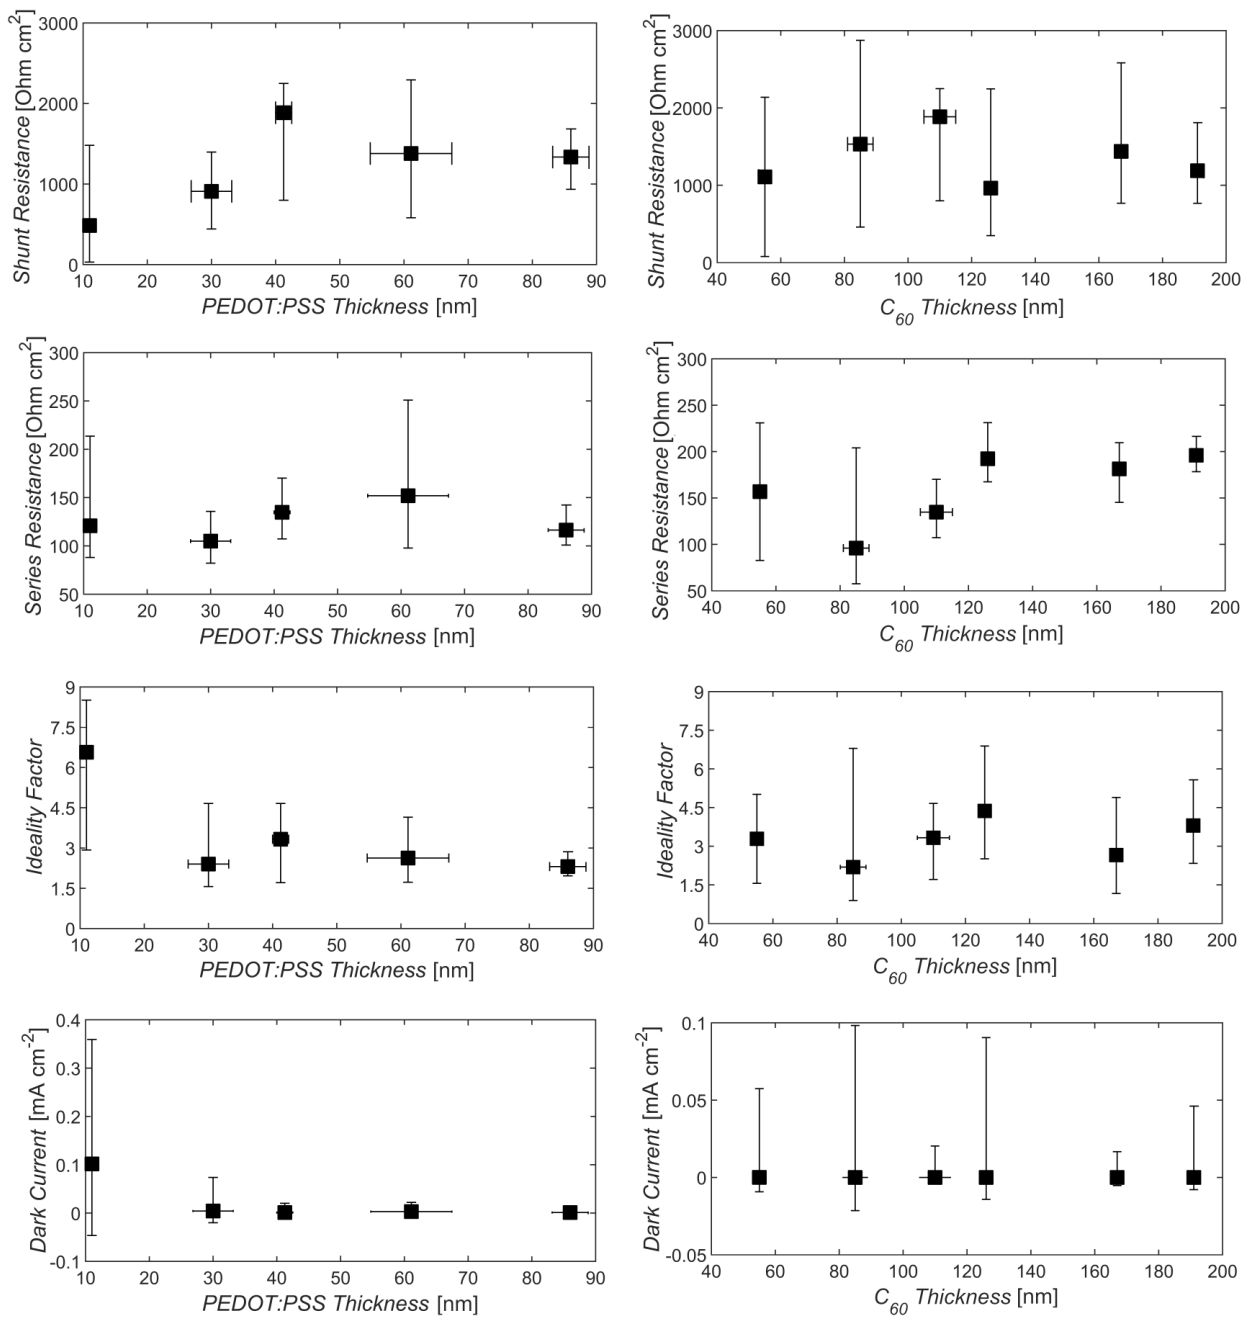 Shunt Resistance [Ohm cm²]
3000
2000
1000
0
10 20 30 40 50 60 70 80 90
PEDOT:PSS Thickness [nm]
Shunt Resistance [Ohm cm²]
3000
2000
1000
0
40 60 80 100 120 140 160 180 200
C₆₀ Thickness [nm]
Series Resistance [Ohm cm²]
300
250
200
150
100
50
10 20 30 40 50 60 70 80 90
PEDOT:PSS Thickness [nm]
Series Resistance [Ohm cm²]
300
250
200
150
100
50
40 60 80 100 120 140 160 180 200
C₆₀ Thickness [nm]
Ideality Factor
9
7.5
6
4.5
3
1.5
0
10 20 30 40 50 60 70 80 90
PEDOT:PSS Thickness [nm]
Ideality Factor
9
7.5
6
4.5
3
1.5
0
40 60 80 100 120 140 160 180 200
C₆₀ Thickness [nm]
Dark Current [mA cm⁻²]
0.4
0.3
0.2
0.1
0
-0.1
10 20 30 40 50 60 70 80 90
PEDOT:PSS Thickness [nm]
Dark Current [mA cm⁻²]
0.1
0.05
0
-0.05
40 60 80 100 120 140 160 180 200
C₆₀ Thickness [nm]